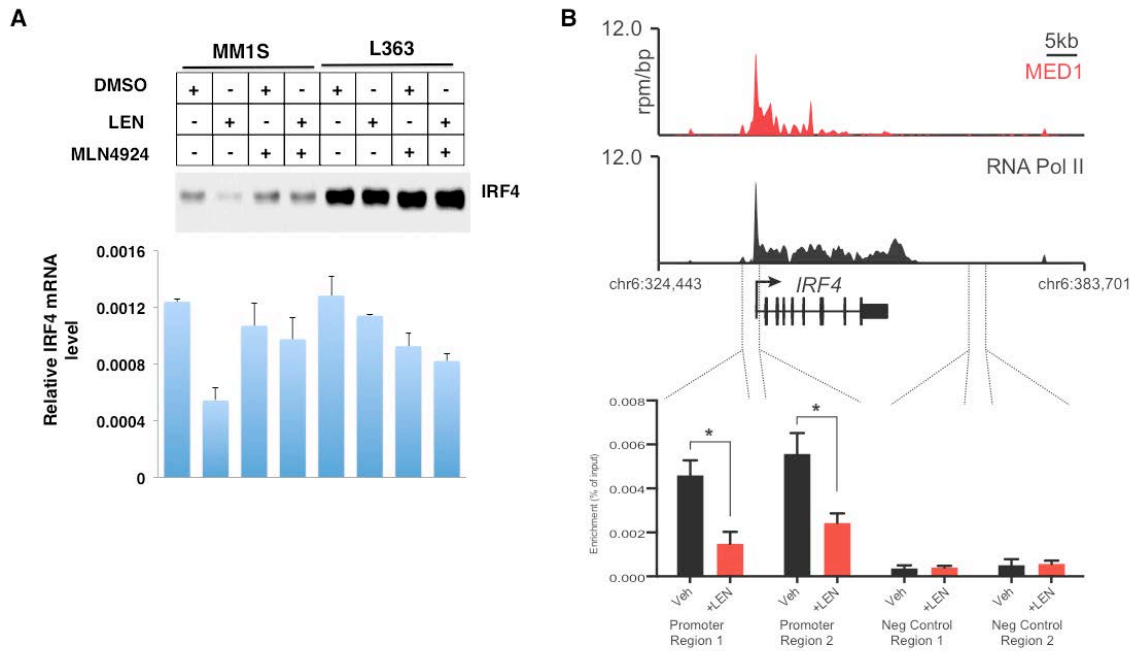 A
MM1S L363
DMSO + - + - + - + -
LEN - + - + - + - +
MLN4924 - - + + - - + +
IRF4
Relative IRF4 mRNA
level
0.0016
0.0012
0.0008
0.0004
0
B
12.0
rpm/bp
5kb
MED1
12.0
RNA Pol II
chr6:324,443 chr6:383,701
IRF4
Enrichment (% of input)
0.008
0.006
0.004
0.002
0.000
* *
Veh +LEN Veh +LEN Veh +LEN Veh +LEN
Promoter Promoter Neg Control Neg Control
Region 1 Region 2 Region 1 Region 2